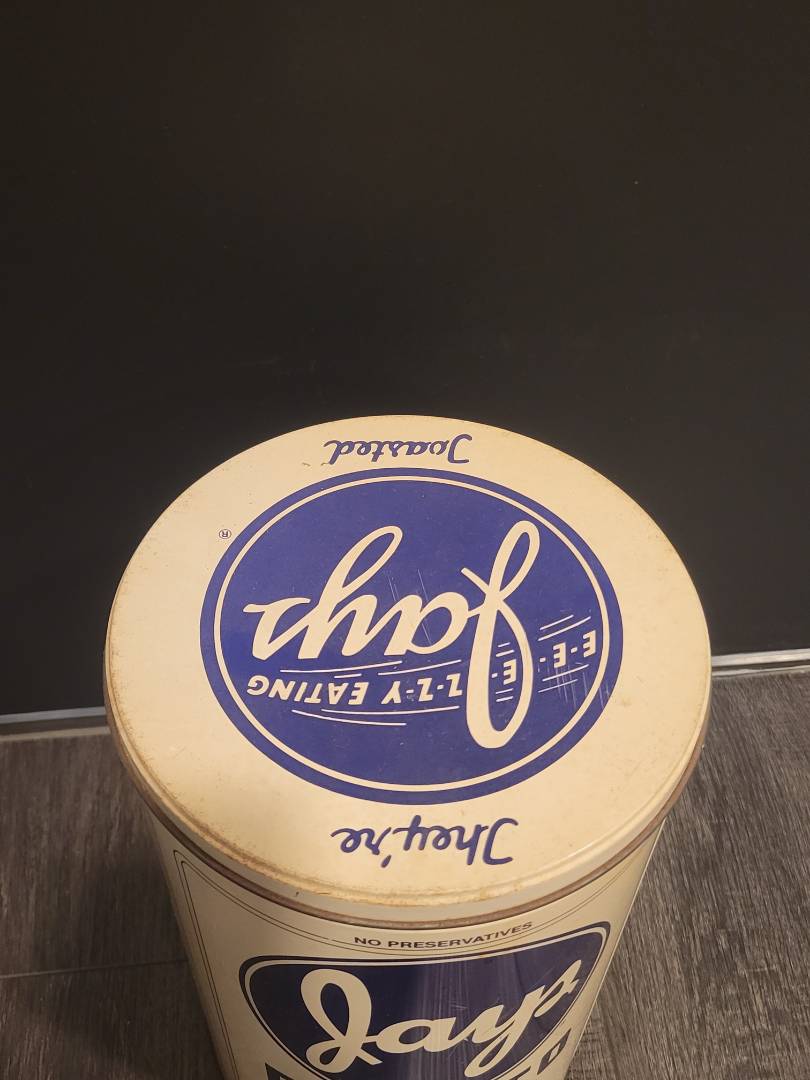 They're
Jays
E-E-E-Z-Z-Y EATING
®
Toasted
NO PRESERVATIVES
Jays